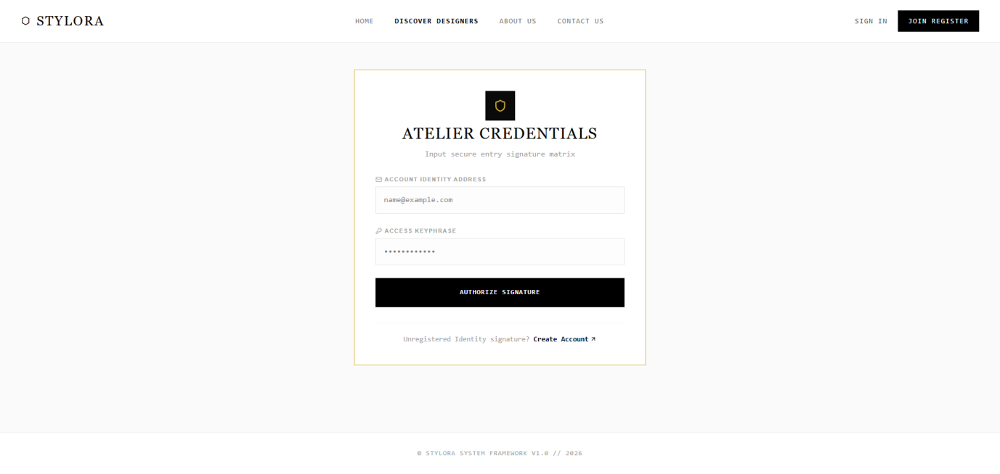 STYLORA
HOME DISCOVER DESIGNERS ABOUT US CONTACT US
SIGN IN JOIN REGISTER
ATELIER CREDENTIALS
Input secure entry signature matrix
ACCOUNT IDENTITY ADDRESS
name@example.com
ACCESS KEYPHRASE
••••••••••••
AUTHORIZE SIGNATURE
Unregistered Identity signature? Create Account ↗
© STYLORA SYSTEM FRAMEWORK V1.0 // 2026